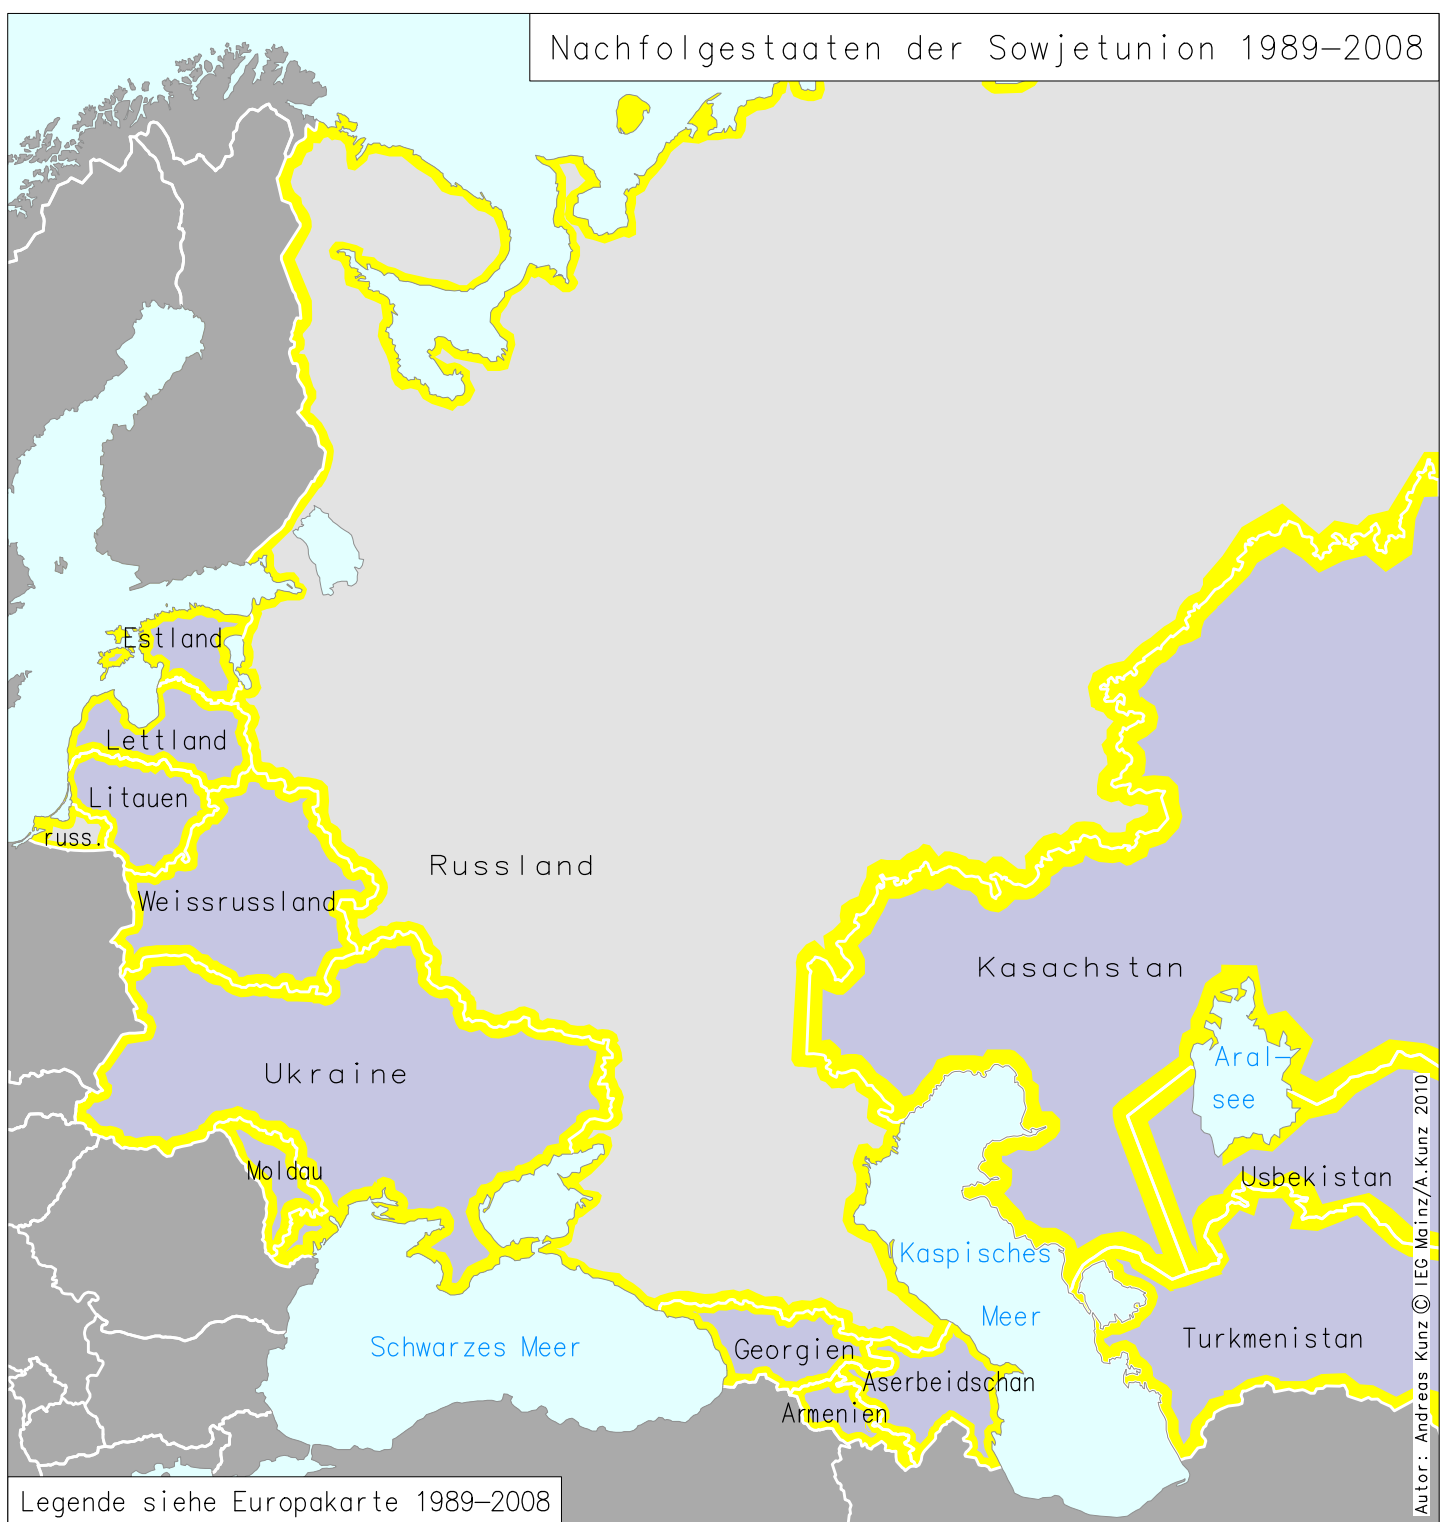 Nachfolgestaaten der Sowjetunion 1989–2008
Estland
Lettland
Litauen
russ.
Russland
Weissrussland
Kasachstan
Ukraine
Aral–
see
Moldau
Usbekistan
Kaspisches
Meer
Schwarzes Meer
Georgien
Turkmenistan
Aserbeidschan
Armenien
Autor: Andreas Kunz © IEG Mainz/A.Kunz 2010
Legende siehe Europakarte 1989–2008